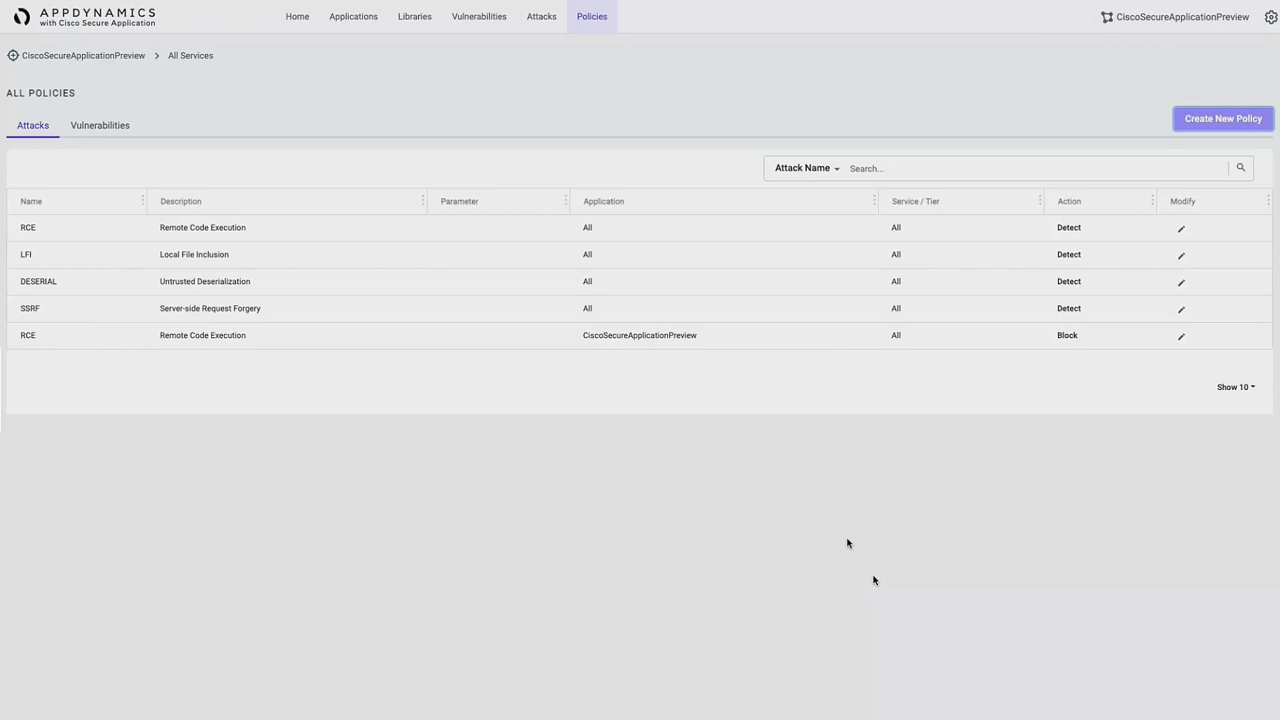 APPDYNAMICS
with Cisco Secure Application
Home Applications Libraries Vulnerabilities Attacks Policies
CiscoSecureApplicationPreview
CiscoSecureApplicationPreview > All Services
ALL POLICIES
Attacks Vulnerabilities
Create New Policy
Attack Name Search...
Name Description Parameter Application Service / Tier Action Modify
RCE Remote Code Execution All All Detect
LFI Local File Inclusion All All Detect
DESERIAL Untrusted Deserialization All All Detect
SSRF Server-side Request Forgery All All Detect
RCE Remote Code Execution CiscoSecureApplicationPreview All Block
Show 10